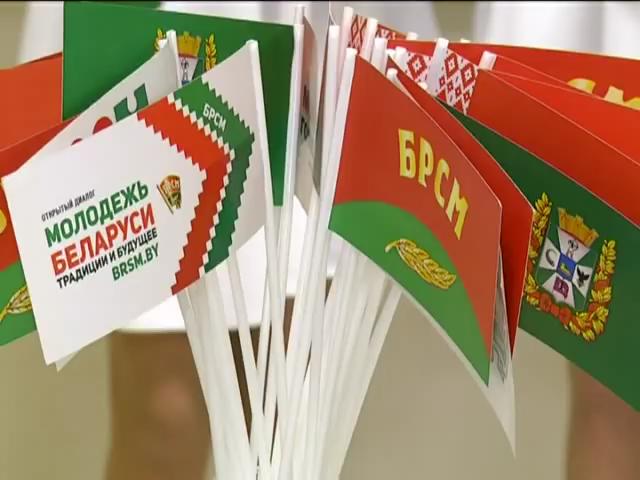 ОТКРЫТЫЙ ДИАЛОГ
МОЛОДЕЖЬ
БЕЛАРУСИ
ТРАДИЦИИ И БУДУЩЕЕ
BRSM.BY
БРСМ
БРСМ